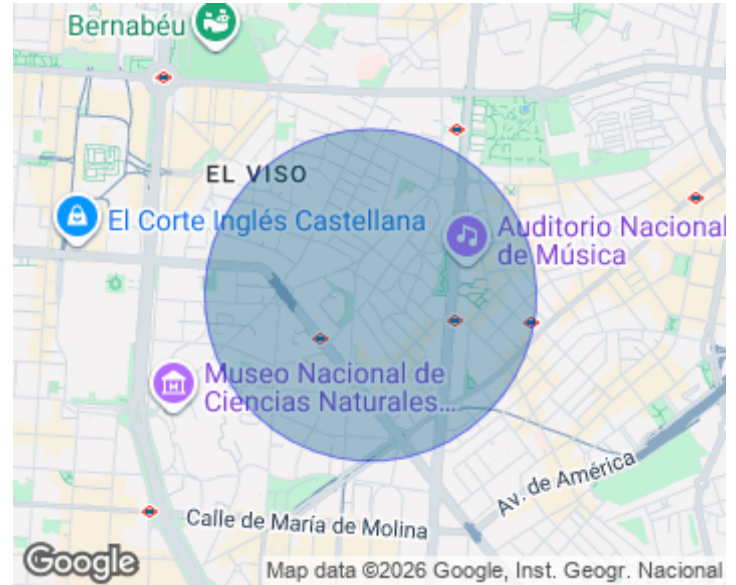 Bernabéu
EL VISO
El Corte Inglés Castellana
Auditorio Nacional
de Música
Museo Nacional de
Ciencias Naturales...
Av. de América
Calle de María de Molina
Google
Map data ©2026 Google, Inst. Geogr. Nacional